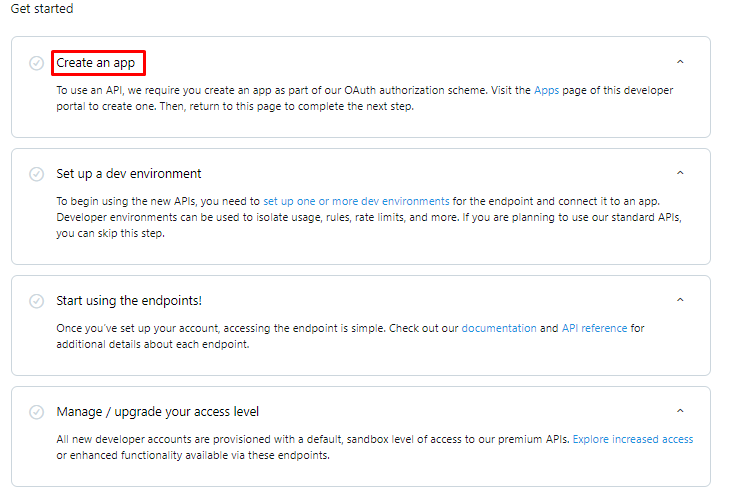 Get started
Create an app
To use an API, we require you create an app as part of our OAuth authorization scheme. Visit the Apps page of this developer
portal to create one. Then, return to this page to complete the next step.
Set up a dev environment
To begin using the new APIs, you need to set up one or more dev environments for the endpoint and connect it to an app.
Developer environments can be used to isolate usage, rules, rate limits, and more. If you are planning to use our standard APIs,
you can skip this step.
Start using the endpoints!
Once you've set up your account, accessing the endpoint is simple. Check out our documentation and API reference for
additional details about each endpoint.
Manage / upgrade your access level
All new developer accounts are provisioned with a default, sandbox level of access to our premium APIs. Explore increased access
or enhanced functionality available via these endpoints.